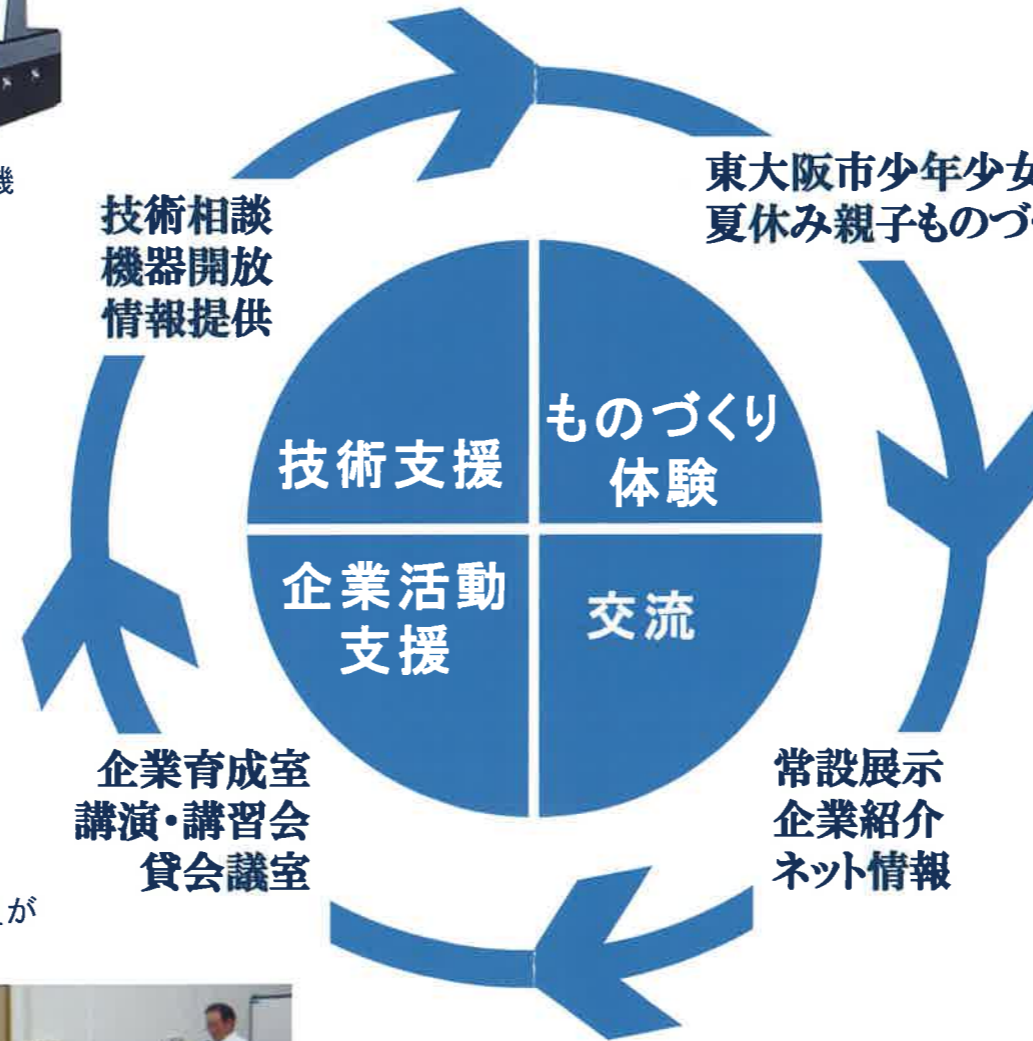 機
技術相談
機器開放
情報提供
東大阪市少年少女
夏休み親子ものづ
技術支援
ものづくり
体験
企業活動
支援
交流
企業育成室
講演・講習会
貸会議室
常設展示
企業紹介
ネット情報
が